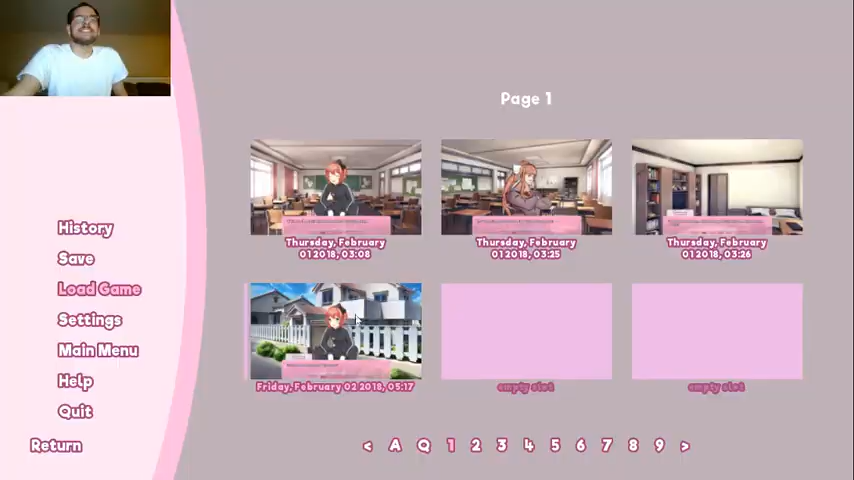 Page 1
Thursday, February
01 2018, 03:08
Thursday, February
01 2018, 03:25
Thursday, February
01 2018, 03:26
History
Save
Load Game
Settings
Main Menu
Help
Quit
Return
Friday, February 02 2018, 05:17
empty slot
empty slot
< A Q 1 2 3 4 5 6 7 8 9 >